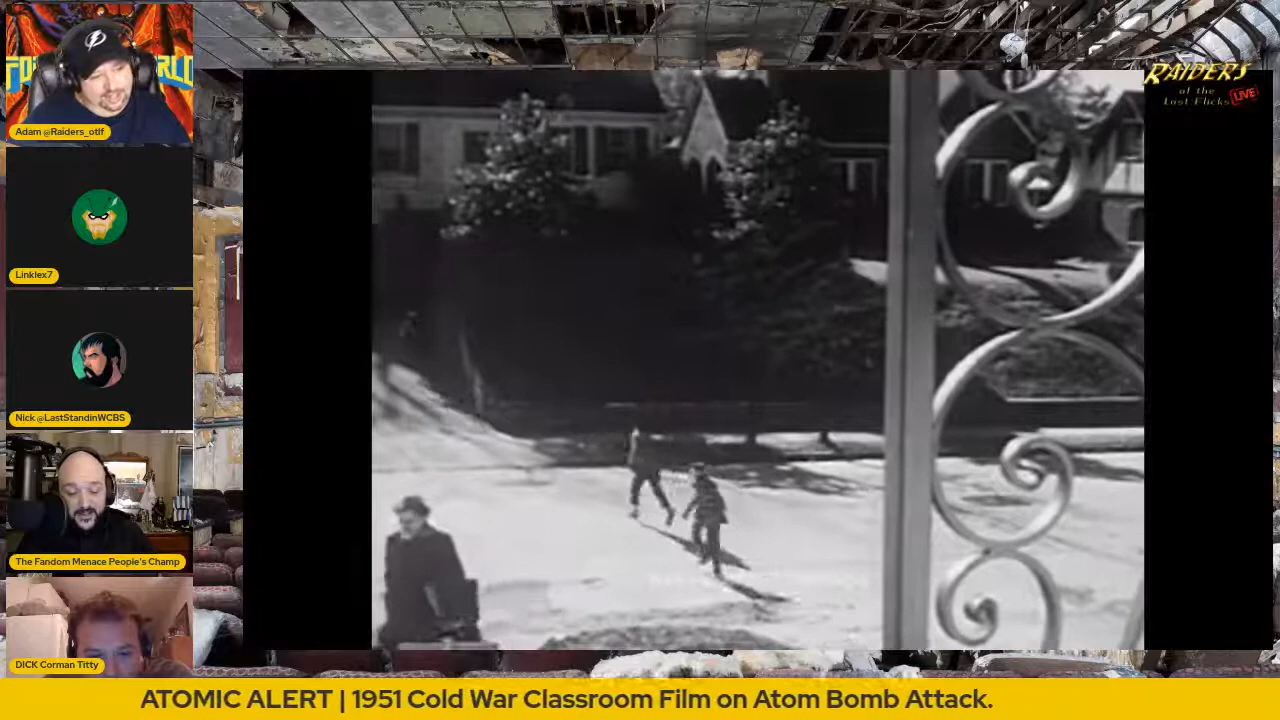 Adam @Raiders_otlf
Linklex7
Nick @LastStandinWCBS
The Fandom Menace People's Champ
DICK Corman Titty
RAIDERS
of the
Lost Flicks
LIVE
ATOMIC ALERT | 1951 Cold War Classroom Film on Atom Bomb Attack.